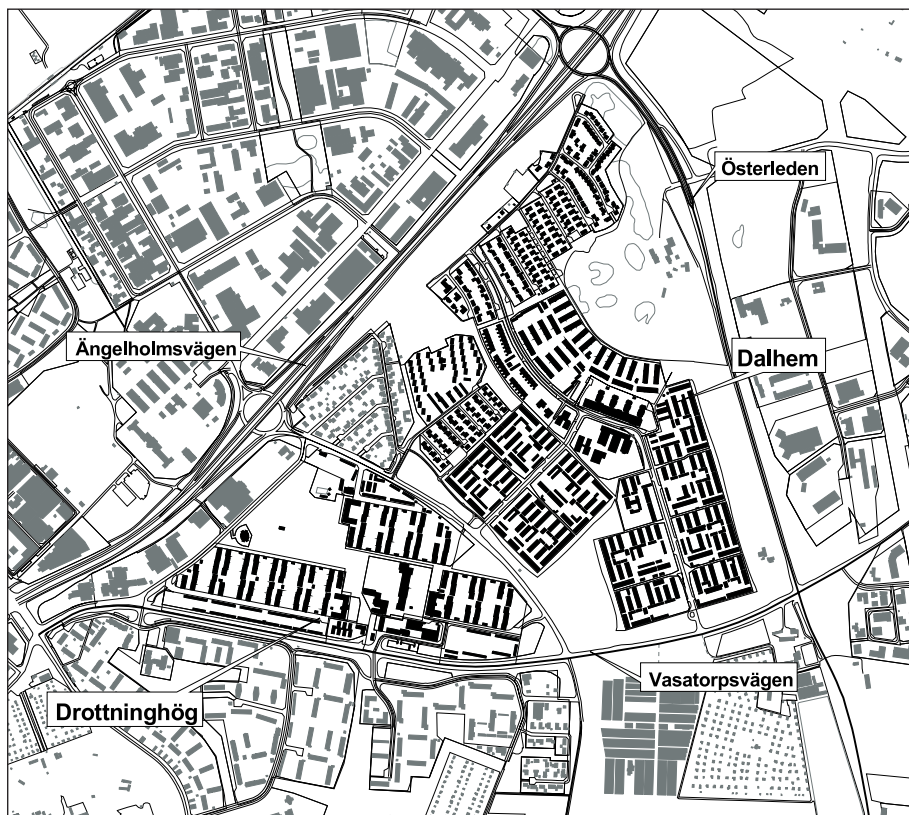 Österleden
Ängelholmsvägen
Dalhem
Vasatorpsvägen
Drottninghög